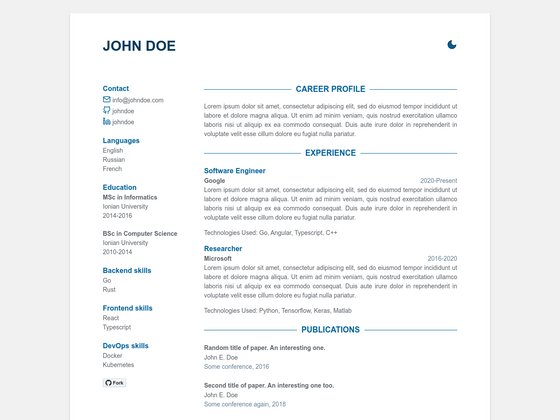 JOHN DOE
Contact
info@johndoe.com
johndoe
johndoe
Languages
English
Russian
French
Education
MSc in Informatics
Ionian University
2014-2016
BSc in Computer Science
Ionian University
2010-2014
Backend skills
Go
Rust
Frontend skills
React
Typescript
DevOps skills
Docker
Kubernetes
Fork
CAREER PROFILE
Lorem ipsum dolor sit amet, consectetur adipiscing elit, sed do eiusmod tempor incididunt ut
labore et dolore magna aliqua. Ut enim ad minim veniam, quis nostrud exercitation ullamco
laboris nisi ut aliquip ex ea commodo consequat. Duis aute irure dolor in reprehenderit in
voluptate velit esse cillum dolore eu fugiat nulla pariatur.
EXPERIENCE
Software Engineer
Google 2020-Present
Lorem ipsum dolor sit amet, consectetur adipiscing elit, sed do eiusmod tempor incididunt ut
labore et dolore magna aliqua. Ut enim ad minim veniam, quis nostrud exercitation ullamco
laboris nisi ut aliquip ex ea commodo consequat. Duis aute irure dolor in reprehenderit in
voluptate velit esse cillum dolore eu fugiat nulla pariatur.
Technologies Used: Go, Angular, Typescript, C++
Researcher
Microsoft 2016-2020
Lorem ipsum dolor sit amet, consectetur adipiscing elit, sed do eiusmod tempor incididunt ut
labore et dolore magna aliqua. Ut enim ad minim veniam, quis nostrud exercitation ullamco
laboris nisi ut aliquip ex ea commodo consequat. Duis aute irure dolor in reprehenderit in
voluptate velit esse cillum dolore eu fugiat nulla pariatur.
Technologies Used: Python, Tensorflow, Keras, Matlab
PUBLICATIONS
Random title of paper. An interesting one.
John E. Doe
Some conference, 2016
Second title of paper. An interesting one too.
John E. Doe
Some conference again, 2018